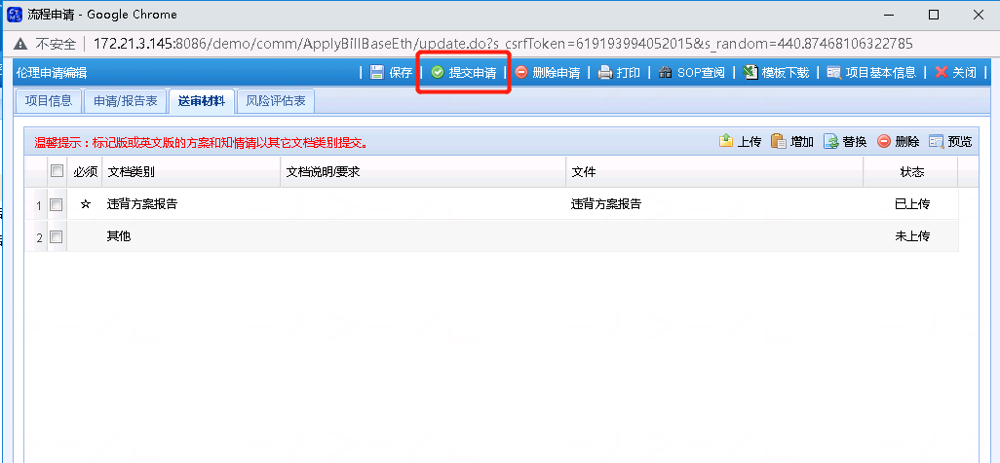 CTMS 流程申请 - Google Chrome
不安全 | 172.21.3.145:8086/demo/comm/ApplyBillBaseEth/update.do?s_csrfToken=619193994052015&s_random=440.87468106322785
伦理申请编辑 | 保存 | 提交申请 | 删除申请 | 打印 | SOP查阅 | 模板下载 | 项目基本信息 | 关闭 |
项目信息 申请/报告表 送审材料 风险评估表
温馨提示：标记版或英文版的方案和知情请以其它文档类别提交。 上传 增加 替换 删除 预览
必须 文档类别 文档说明/要求 文件 状态
1 ☆ 违背方案报告 违背方案报告 已上传
2 其他 未上传